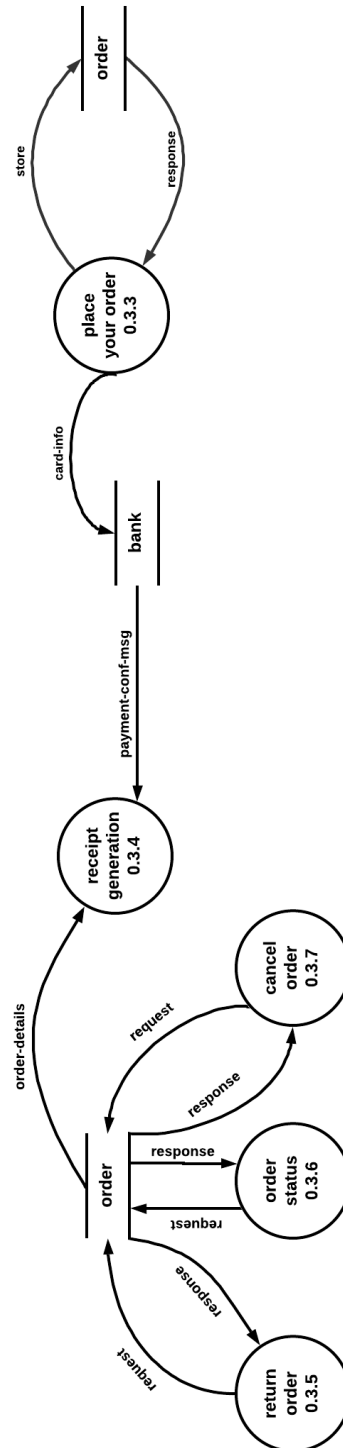 order
store
response
place
your order
0.3.3
card-info
bank
payment-conf-msg
receipt
generation
0.3.4
order-details
cancel
order
0.3.7
request
response
order
response
request
order
status
0.3.6
response
request
return
order
0.3.5